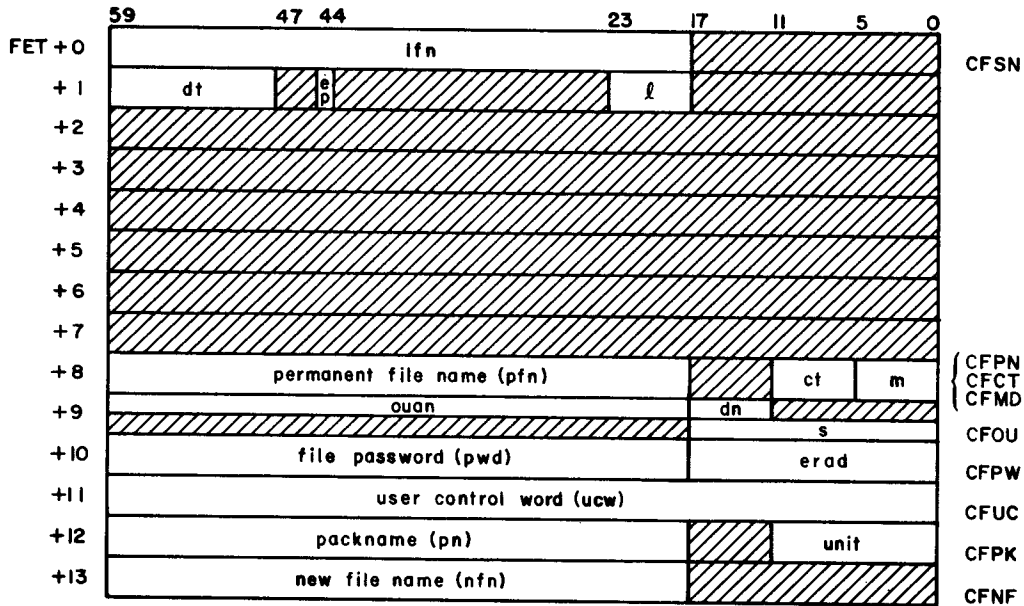 59 47 44 23 17 11 5 0
FET +0 lfn CFSN
+1 dt ep ℓ
+2
+3
+4
+5
+6
+7
+8 permanent file name (pfn) ct m CFPN
CFCT
CFMD
+9 ouan dn
s CFOU
+10 file password (pwd) erad CFPW
+11 user control word (ucw) CFUC
+12 packname (pn) unit CFPK
+13 new file name (nfn) CFNF